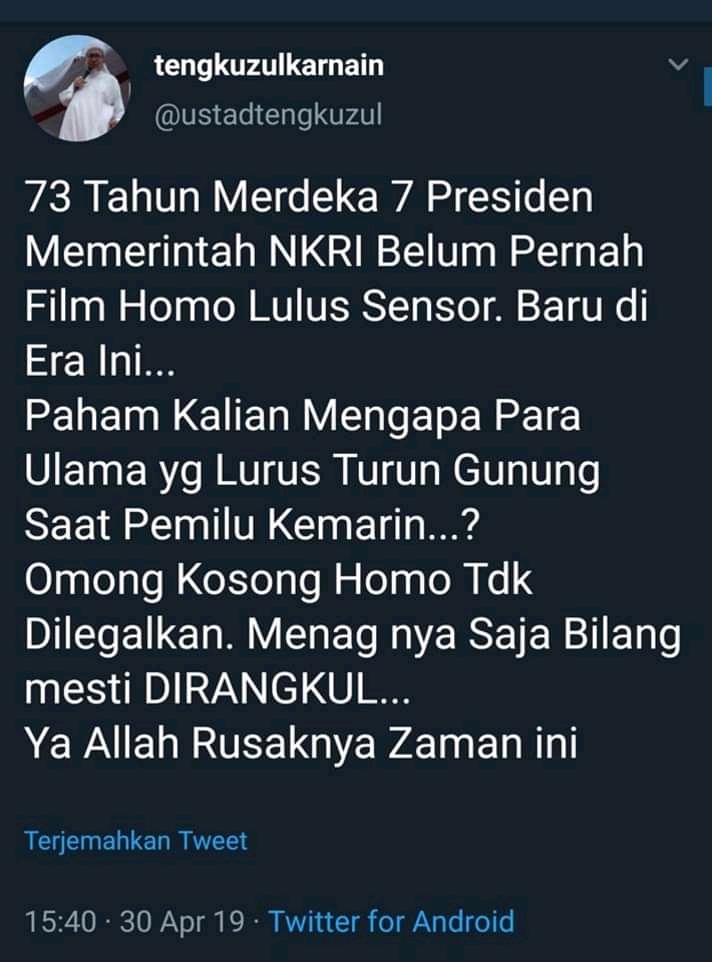 tengkuzulkarnain
@ustadtengkuzul
73 Tahun Merdeka 7 Presiden
Memerintah NKRI Belum Pernah
Film Homo Lulus Sensor. Baru di
Era Ini...
Paham Kalian Mengapa Para
Ulama yg Lurus Turun Gunung
Saat Pemilu Kemarin...?
Omong Kosong Homo Tdk
Dilegalkan. Menag nya Saja Bilang
mesti DIRANGKUL...
Ya Allah Rusaknya Zaman ini
Terjemahkan Tweet
15:40 · 30 Apr 19 · Twitter for Android